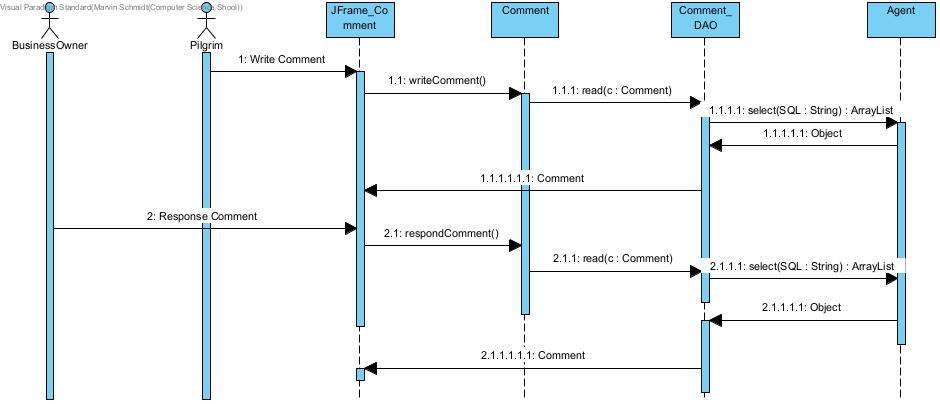 Visual Paradigm Standard(Marvin Schmidt(Computer Science Shool))
JFrame_Co
mment
Comment
Comment_
DAO
Agent
BusinessOwner
Pilgrim
1: Write Comment
1.1: writeComment()
1.1.1: read(c : Comment)
1.1.1.1: select(SQL : String) : ArrayList
1.1.1.1.1: Object
1.1.1.1.1.1: Comment
2: Response Comment
2.1: respondComment()
2.1.1: read(c : Comment)
2.1.1.1: select(SQL : String) : ArrayList
2.1.1.1.1: Object
2.1.1.1.1.1: Comment